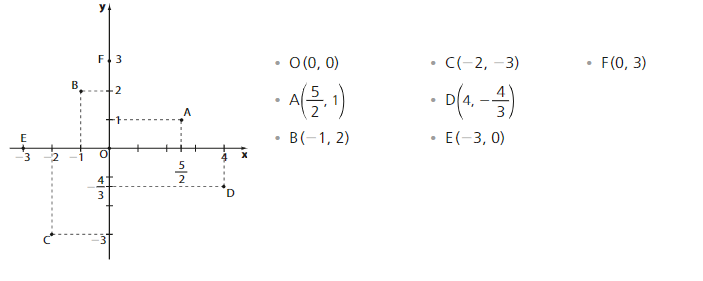 y
F 3
B
2
A
1
E
-3 -2 -1 O 5/2 4 x
-4/3
D
C
-3
• O(0, 0)
• A(5/2, 1)
• B(-1, 2)
• C(-2, -3)
• D(4, -4/3)
• E(-3, 0)
• F(0, 3)